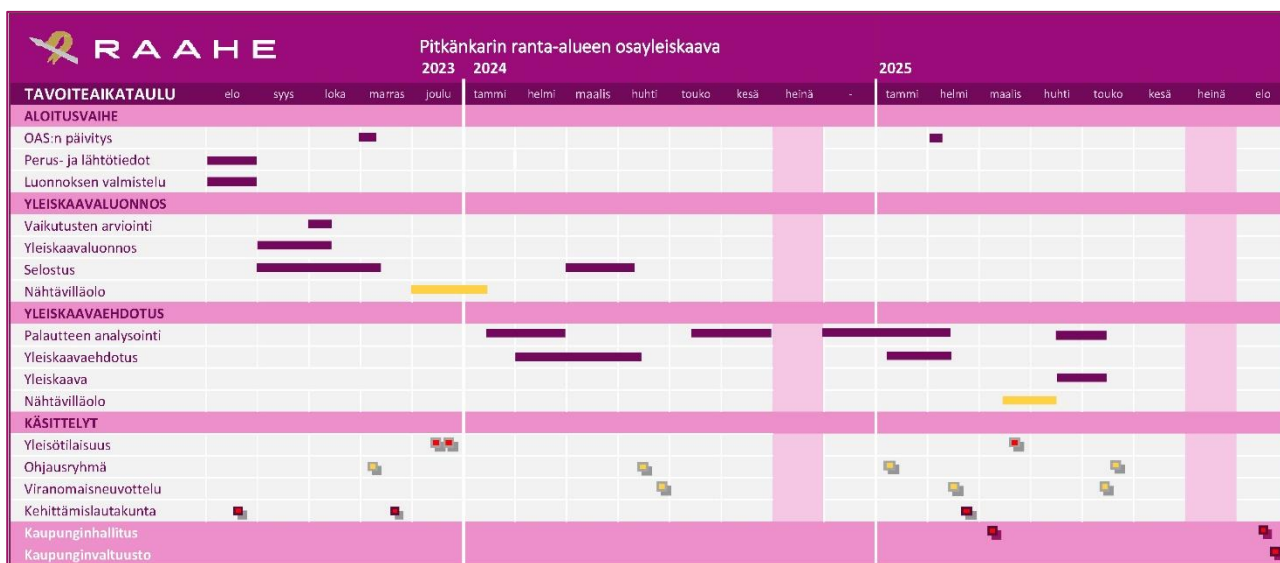 RAAHE
Pitkänkarin ranta-alueen osayleiskaava
2023 2024 2025
TAVOITEAIKATAULU elo syys loka marras joulu tammi helmi maalis huhti touko kesä heinä - tammi helmi maalis huhti touko kesä heinä elo
ALOITUSVAIHE
OAS:n päivitys
Perus- ja lähtötiedot
Luonnoksen valmistelu
YLEISKAAVALUONNOS
Vaikutusten arviointi
Yleiskaavaluonnos
Selostus
Nähtävilläolo
YLEISKAAVAEHDOTUS
Palautteen analysointi
Yleiskaavaehdotus
Yleiskaava
Nähtävilläolo
KÄSITTELYT
Yleisötilaisuus
Ohjausryhmä
Viranomaisneuvottelu
Kehittämislautakunta
Kaupunginhallitus
Kaupunginvaltuusto